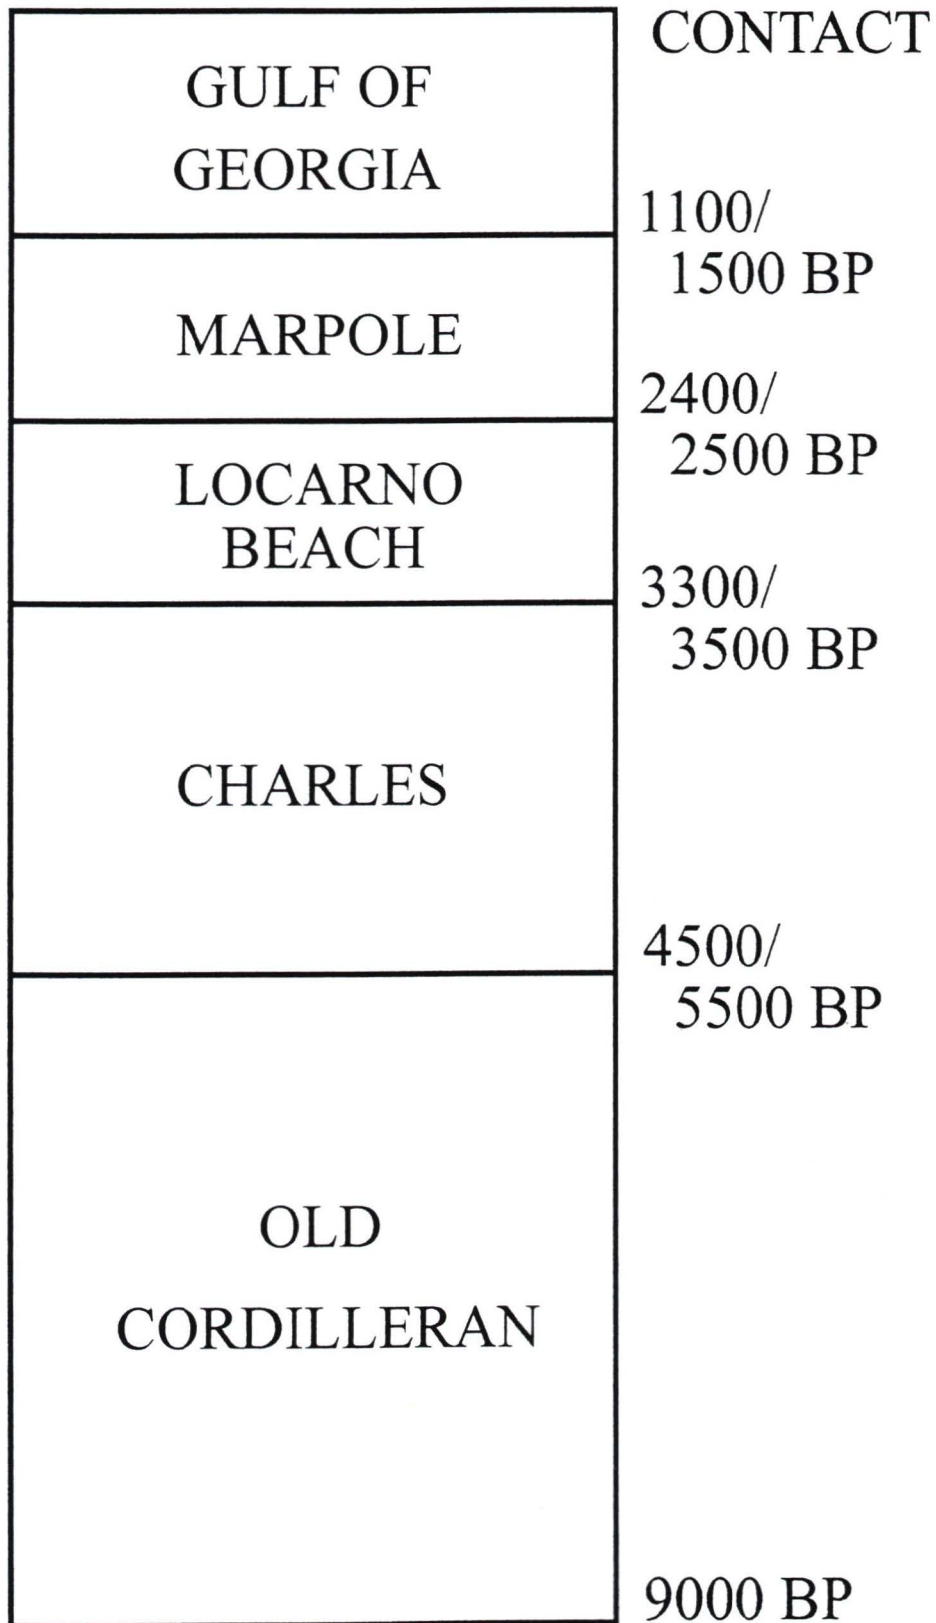 CONTACT
GULF OF
GEORGIA
1100/
1500 BP
MARPOLE
2400/
2500 BP
LOCARNO
BEACH
3300/
3500 BP
CHARLES
4500/
5500 BP
OLD
CORDILLERAN
9000 BP